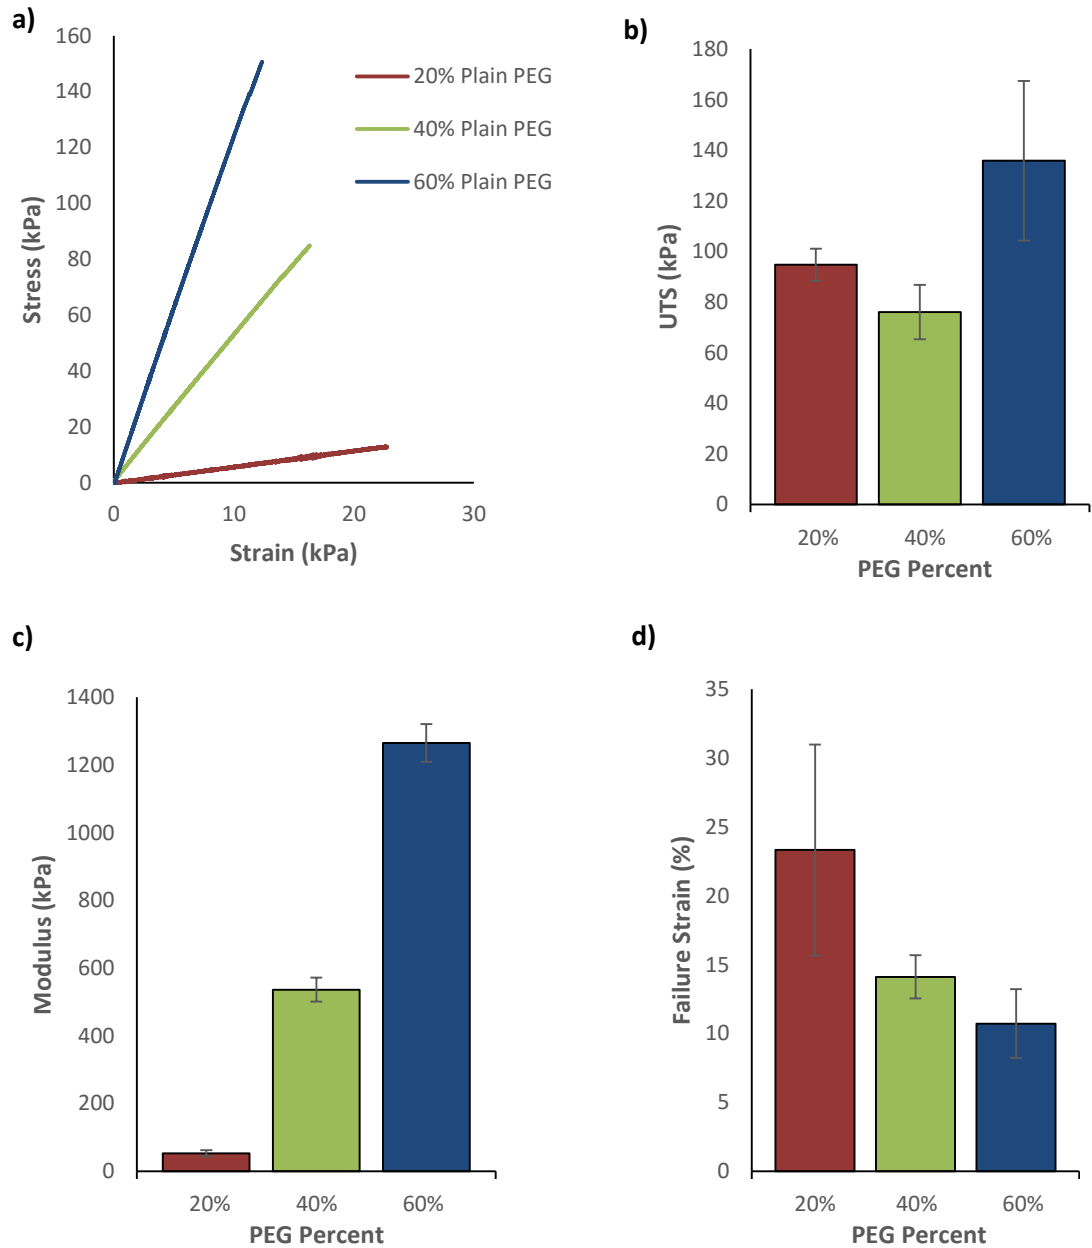 a)
160
140
120
100
80
60
40
20
0
Stress (kPa)
0 10 20 30
Strain (kPa)
20% Plain PEG
40% Plain PEG
60% Plain PEG
b)
180
160
140
120
100
80
60
40
20
0
UTS (kPa)
20% 40% 60%
PEG Percent
c)
1400
1200
1000
800
600
400
200
0
Modulus (kPa)
20% 40% 60%
PEG Percent
d)
35
30
25
20
15
10
5
0
Failure Strain (%)
20% 40% 60%
PEG Percent